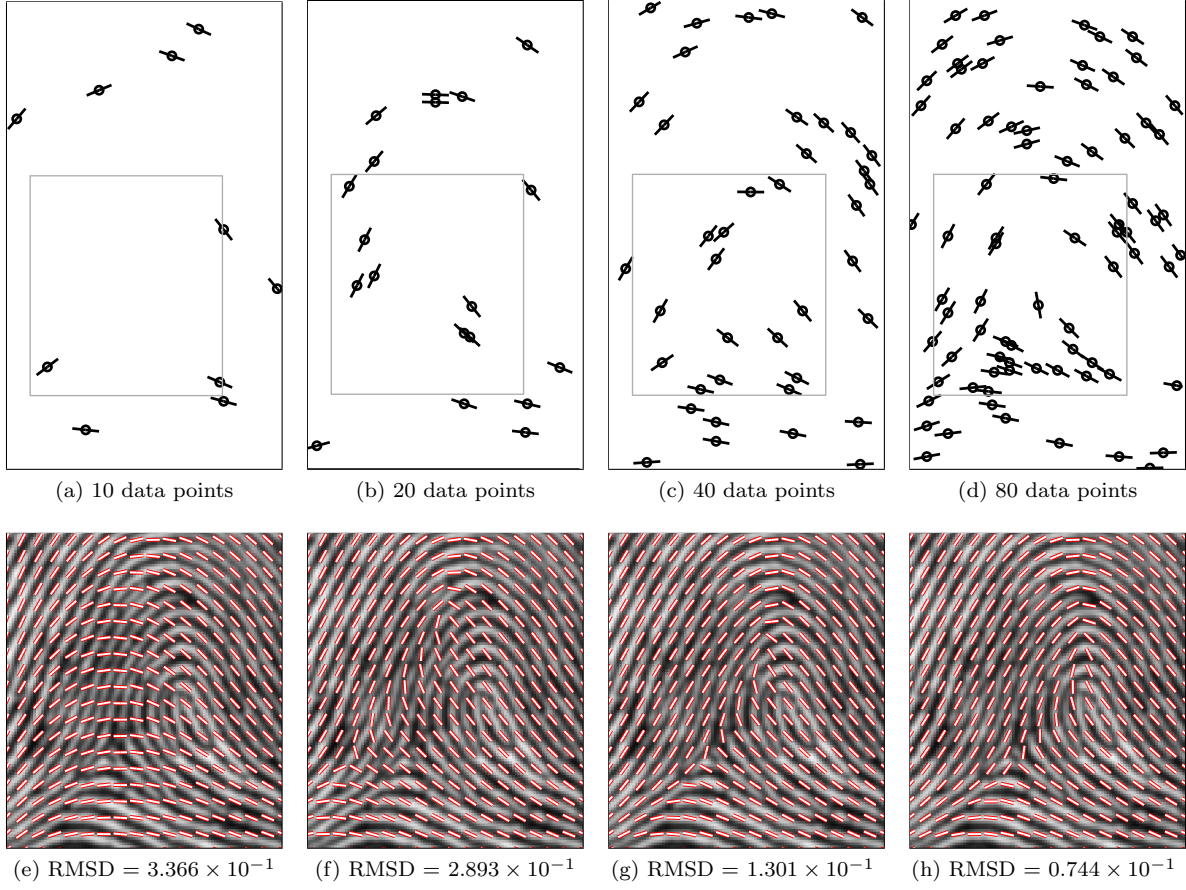 (a) 10 data points
(b) 20 data points
(c) 40 data points
(d) 80 data points
(e) RMSD = 3.366 × 10⁻¹
(f) RMSD = 2.893 × 10⁻¹
(g) RMSD = 1.301 × 10⁻¹
(h) RMSD = 0.744 × 10⁻¹